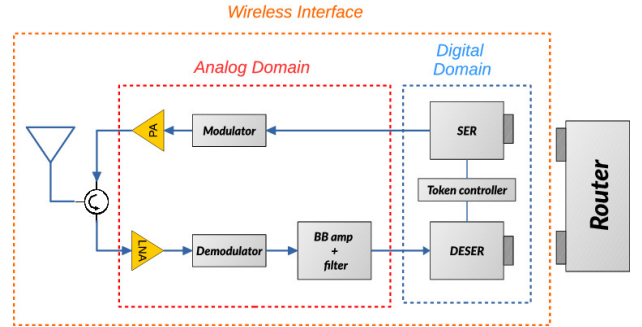 Wireless Interface
Analog Domain
Digital
Domain
PA
Modulator
SER
Token controller
Router
LNA
Demodulator
BB amp
+
filter
DESER